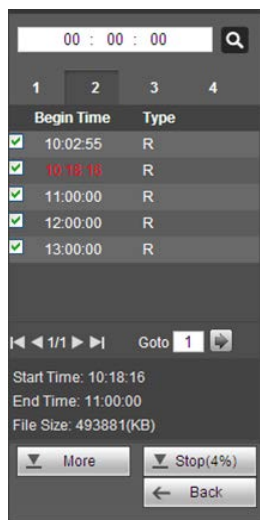 00 : 00 : 00
1 2 3 4
Begin Time Type
10:02:55 R
10:18:16 R
11:00:00 R
12:00:00 R
13:00:00 R
1/1 Goto 1
Start Time: 10:18:16
End Time: 11:00:00
File Size: 493881(KB)
More Stop(4%)
Back